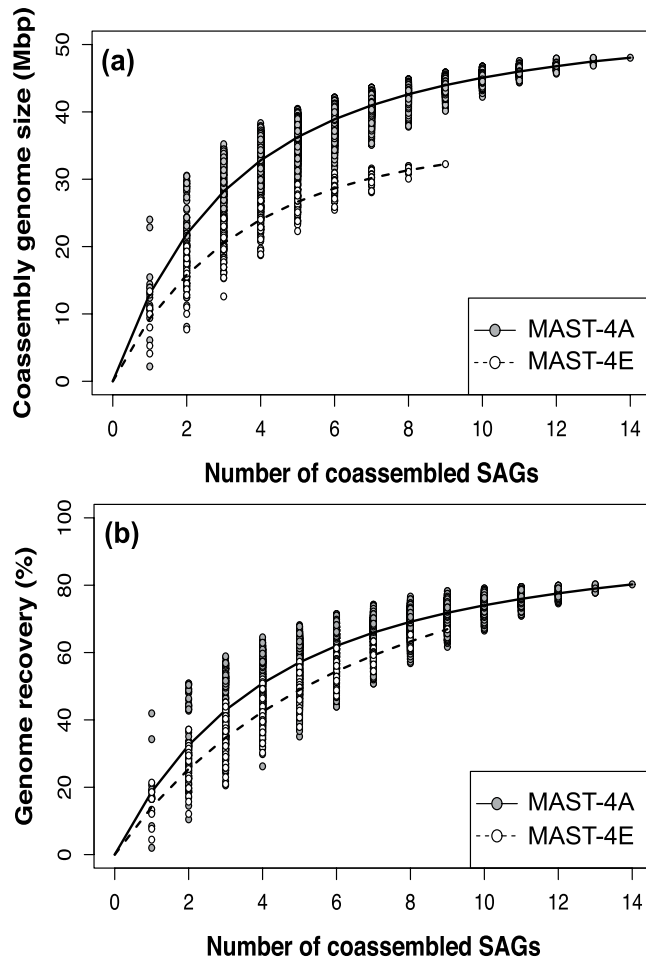 (a)
Coassembly genome size (Mbp)
50
40
30
20
10
0
0 2 4 6 8 10 12 14
Number of coassembled SAGs
MAST-4A
MAST-4E
(b)
Genome recovery (%)
100
80
60
40
20
0
0 2 4 6 8 10 12 14
Number of coassembled SAGs
MAST-4A
MAST-4E